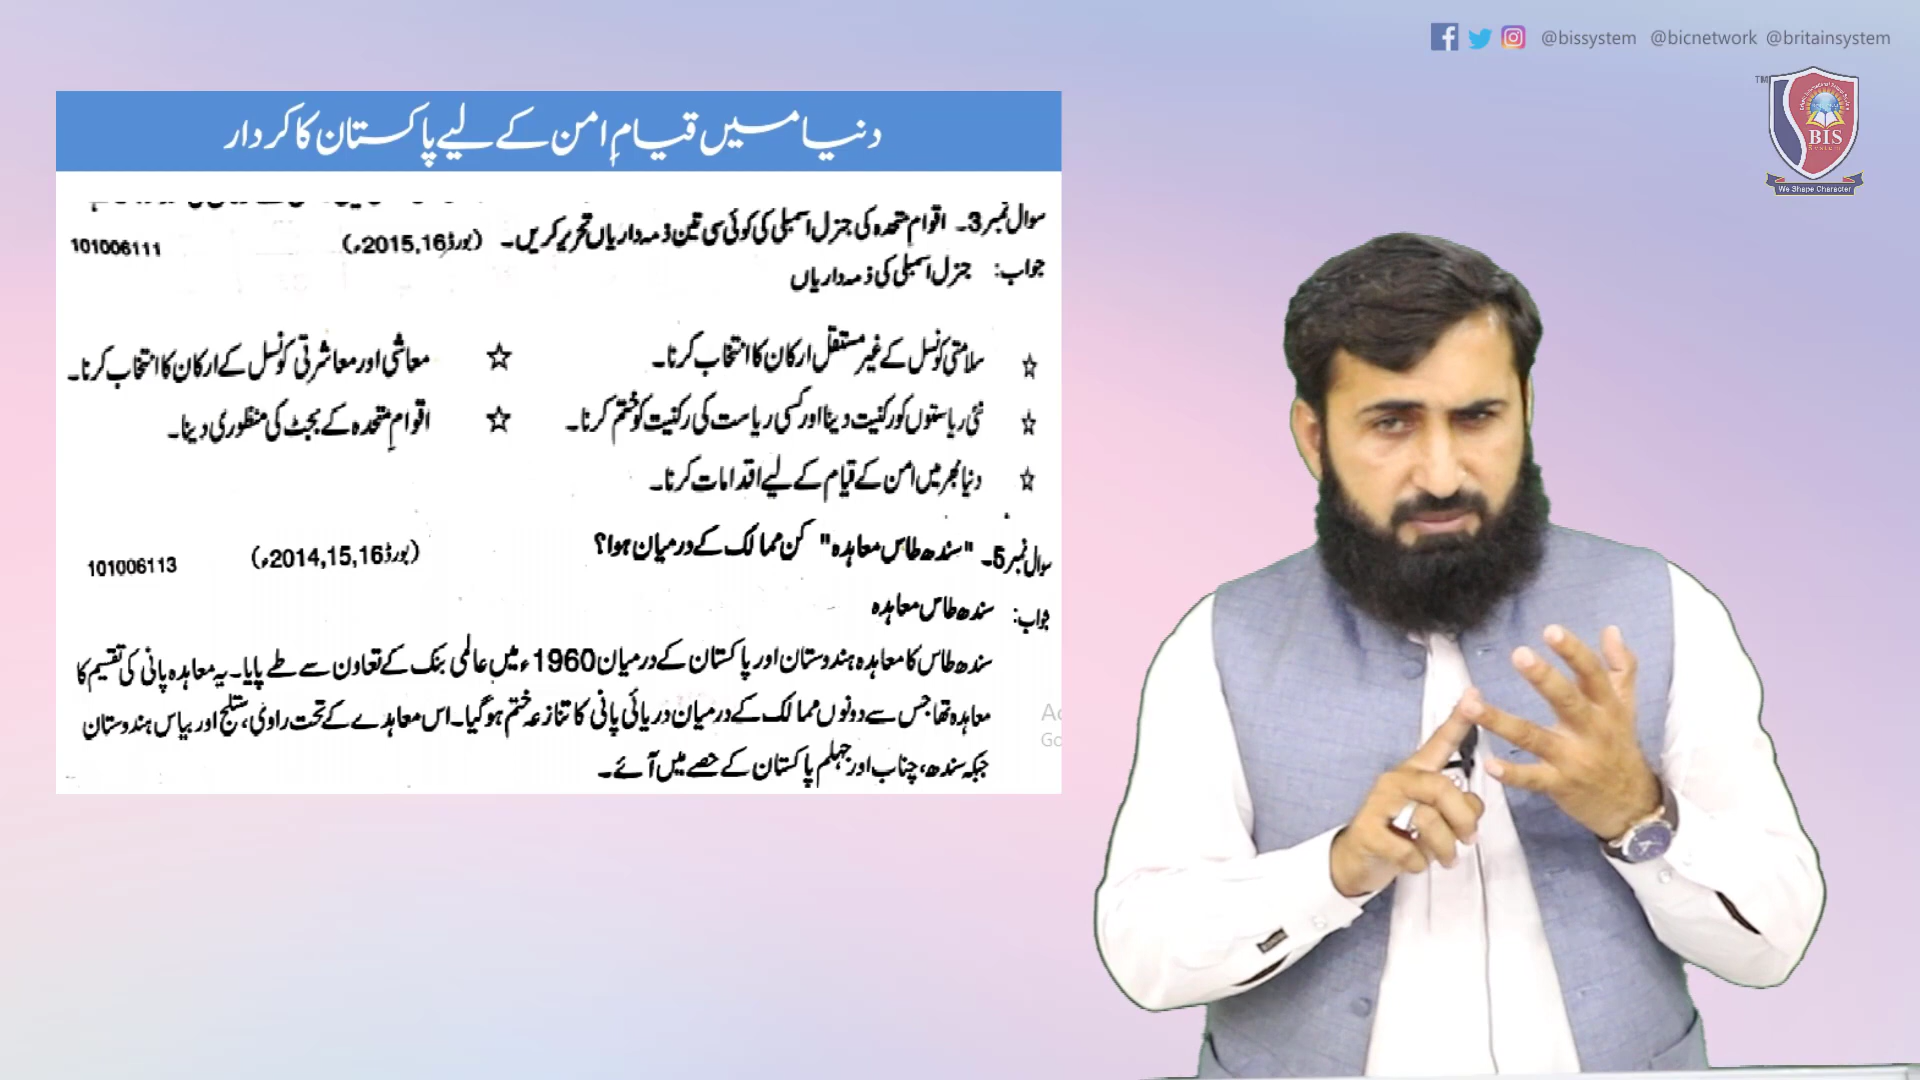 @bissystem @bicnetwork @britainsystem
TM
BIS
System
We Shape Character
دنیا میں قیامِ امن کے لیے پاکستان کا کردار
سوال نمبر3۔ اقوامِ متحدہ کی جنرل اسمبلی کی کوئی سی تین ذمہ داریاں تحریر کریں۔ (بورڈ2015,16ء) 101006111
جواب: جنرل اسمبلی کی ذمہ داریاں
☆ سلامتی کونسل کے غیر مستقل ارکان کا انتخاب کرنا۔ ☆ معاشی اور معاشرتی کونسل کے ارکان کا انتخاب کرنا۔
☆ نئی ریاستوں کو رکنیت دینا اور کسی ریاست کی رکنیت کو ختم کرنا۔ ☆ اقوامِ متحدہ کے بجٹ کی منظوری دینا۔
☆ دنیا بھر میں امن کے قیام کے لیے اقدامات کرنا۔
سوال نمبر5۔ "سندھ طاس معاہدہ" کن ممالک کے درمیان ہوا؟ (بورڈ2014,15,16ء) 101006113
جواب: سندھ طاس معاہدہ
سندھ طاس کا معاہدہ ہندوستان اور پاکستان کے درمیان 1960ء میں عالمی بنک کے تعاون سے طے پایا۔ یہ معاہدہ پانی کی تقسیم کا
معاہدہ تھا جس سے دونوں ممالک کے درمیان دریائی پانی کا تنازعہ ختم ہو گیا۔ اس معاہدے کے تحت راوی، ستلج اور بیاس ہندوستان
جبکہ سندھ، چناب اور جہلم پاکستان کے حصے میں آئے۔